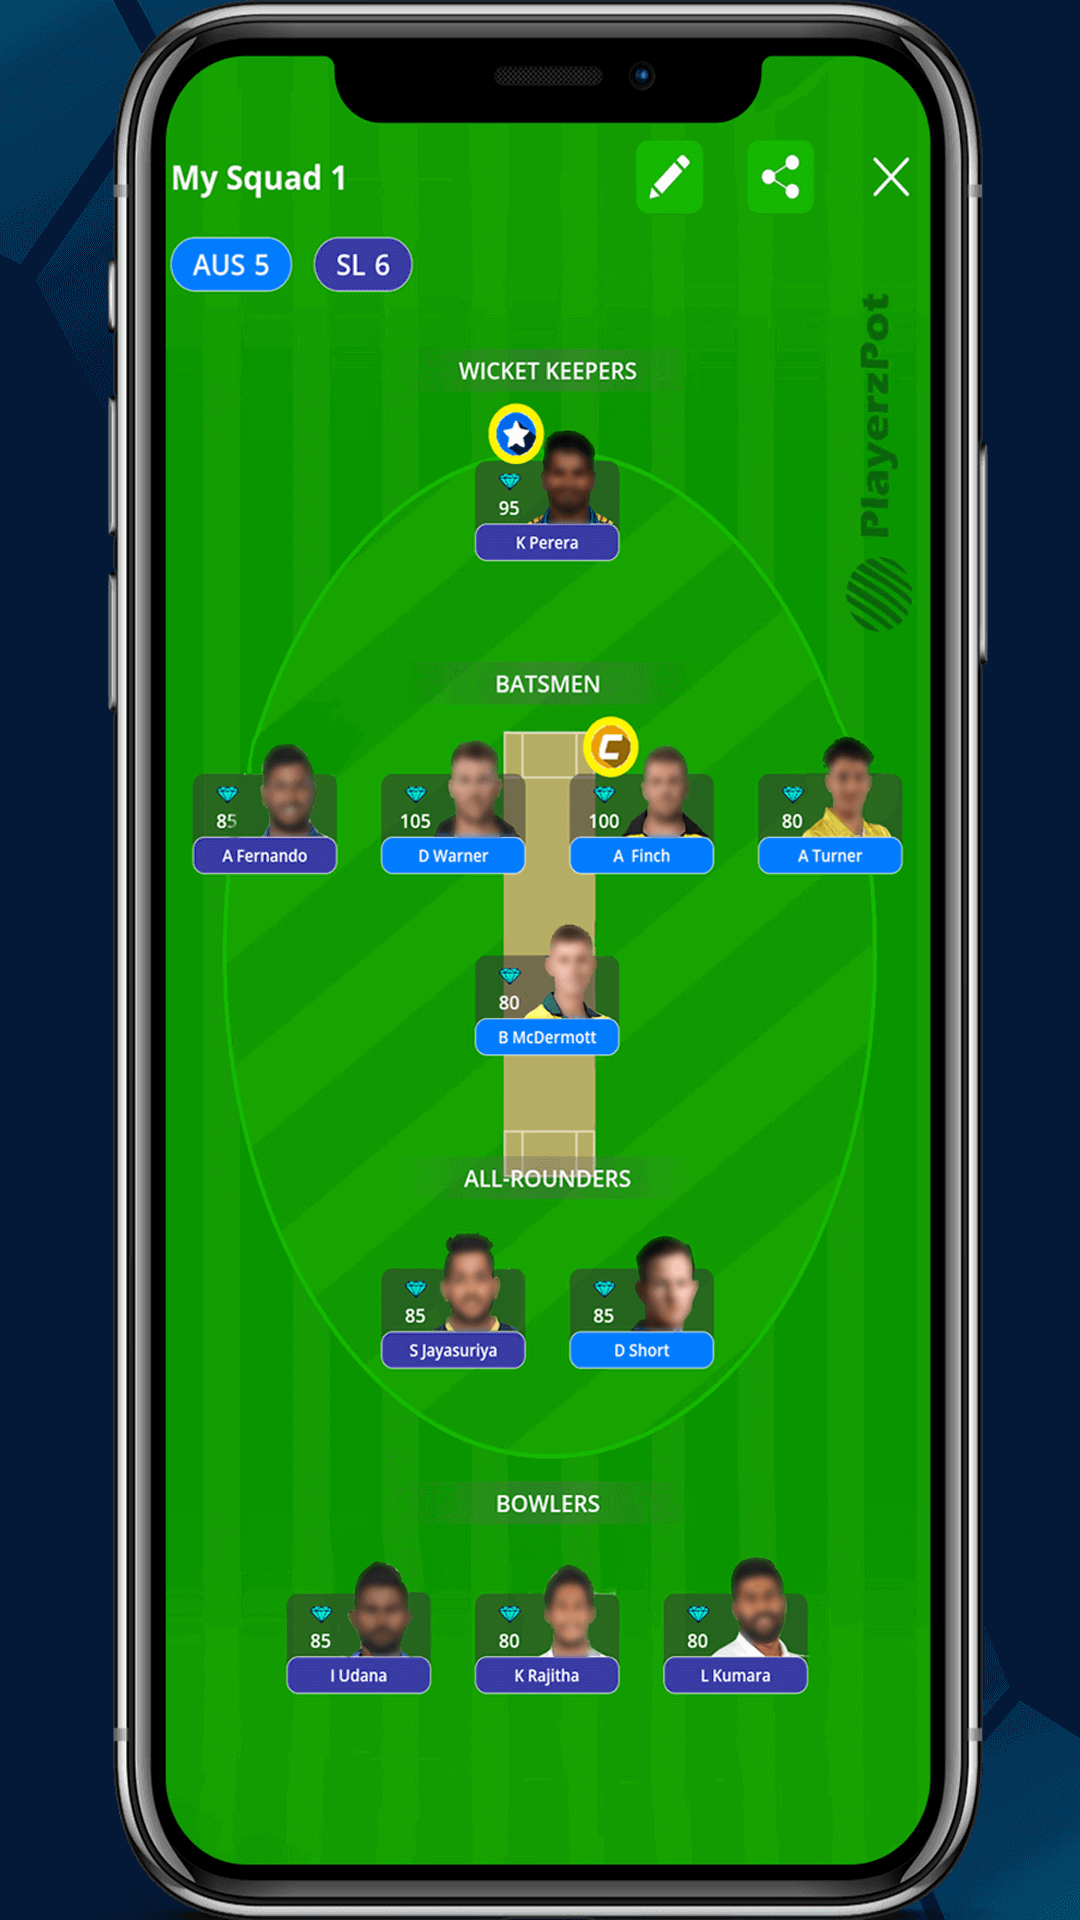 My Squad 1
AUS 5 SL 6
PlayerzPot
WICKET KEEPERS
95
K Perera
BATSMEN
C
85 105 100 80
A Fernando D Warner A Finch A Turner
80
B McDermott
ALL-ROUNDERS
85 85
S Jayasuriya D Short
BOWLERS
85 80 80
I Udana K Rajitha L Kumara